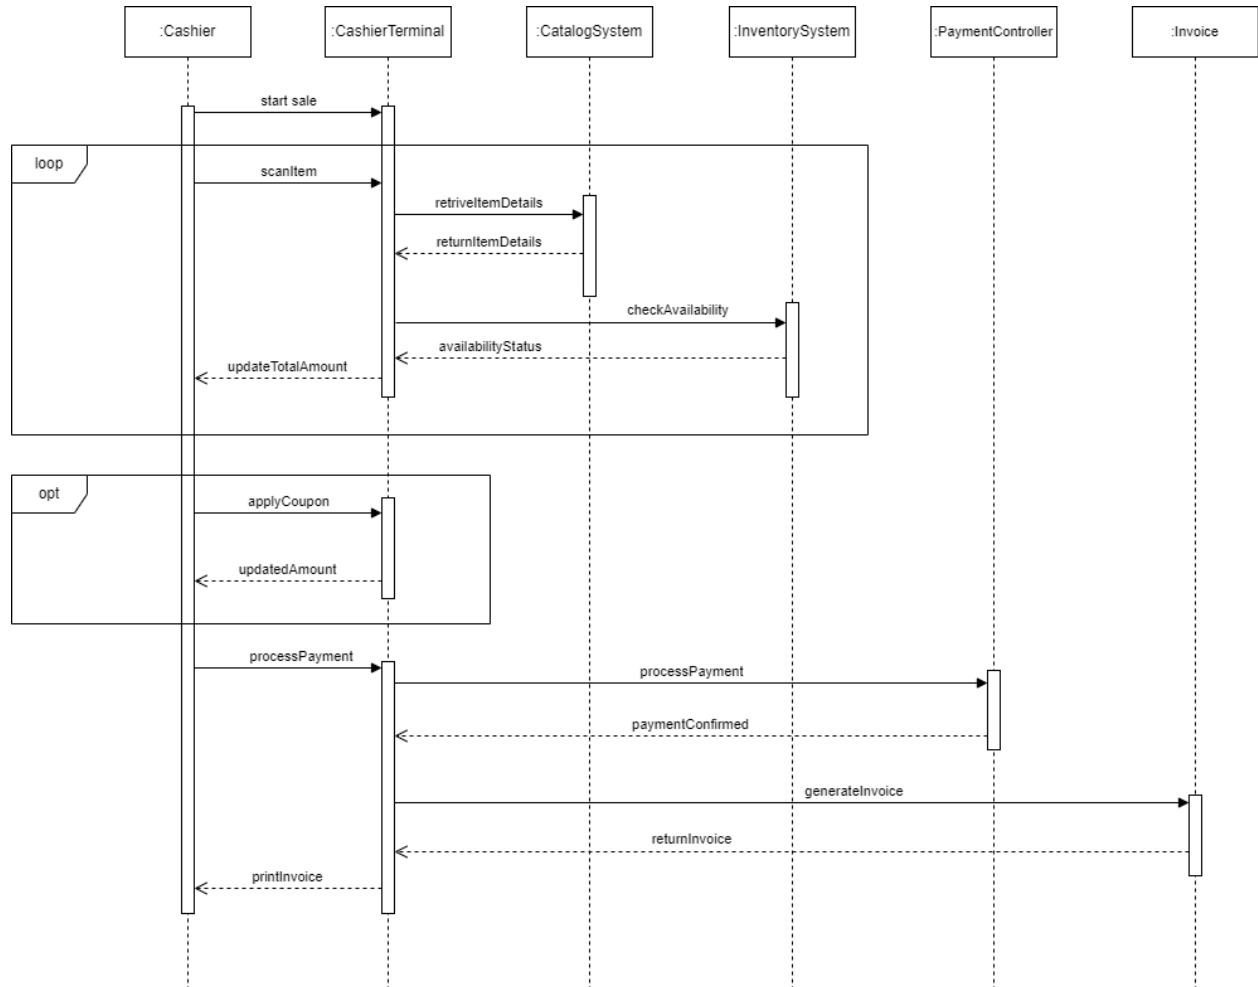 :Cashier
:CashierTerminal
:CatalogSystem
:InventorySystem
:PaymentController
:Invoice
start sale
loop
scanItem
retriveItemDetails
returnItemDetails
checkAvailability
availabilityStatus
updateTotalAmount
opt
applyCoupon
updatedAmount
processPayment
processPayment
paymentConfirmed
generateInvoice
returnInvoice
printInvoice